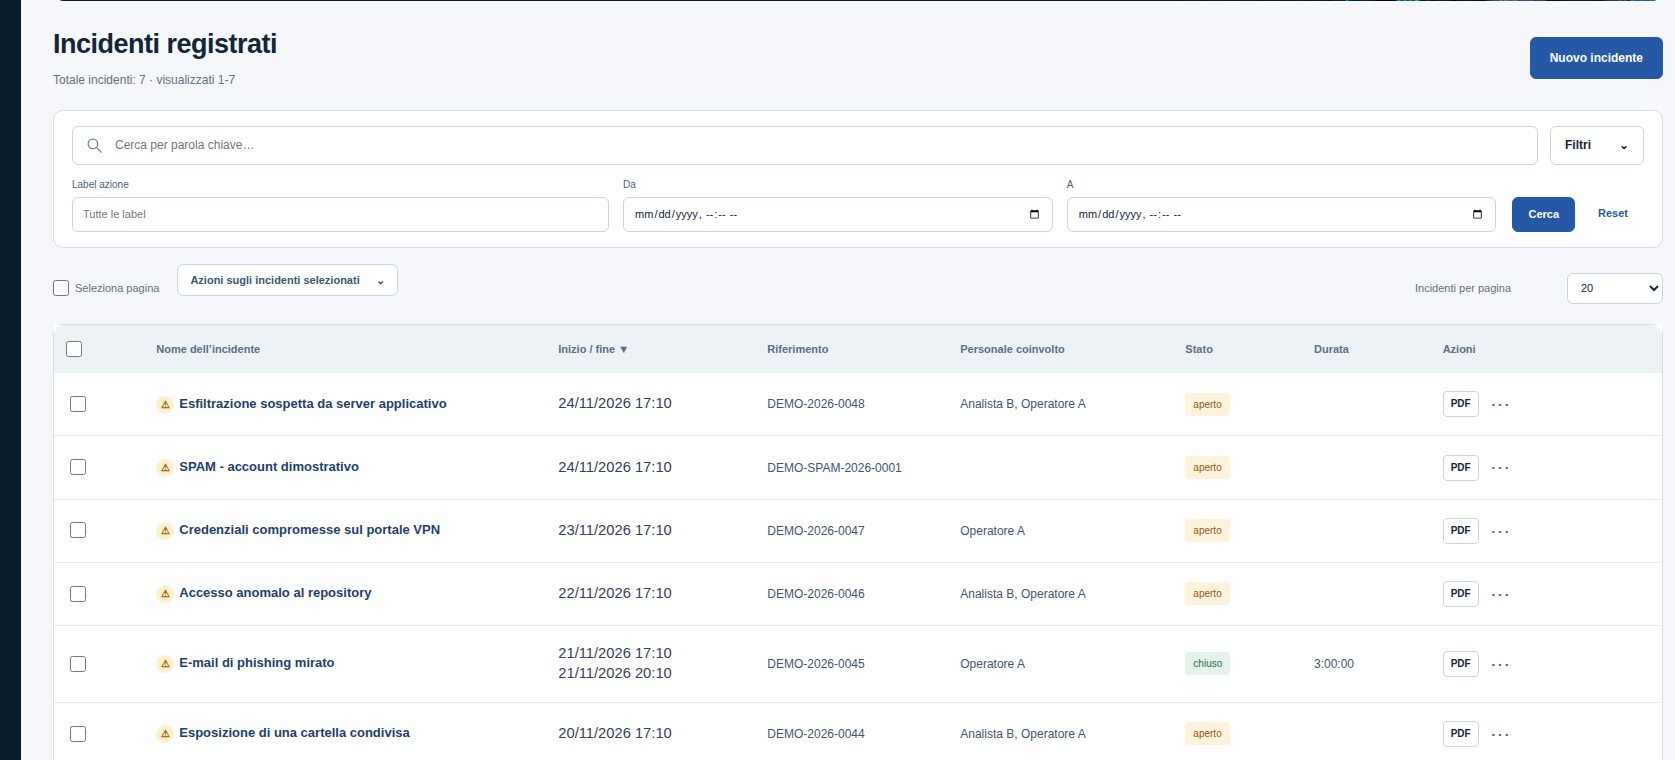 Incidenti registrati
Nuovo incidente
Totale incidenti: 7 · visualizzati 1-7
Cerca per parola chiave…
Filtri
Label azione
Da
A
Tutte le label
mm/dd/yyyy, --:-- --
mm/dd/yyyy, --:-- --
Cerca
Reset
Seleziona pagina
Azioni sugli incidenti selezionati
Incidenti per pagina
20
Nome dell’incidente Inizio / fine ▼ Riferimento Personale coinvolto Stato Durata Azioni
Esfiltrazione sospetta da server applicativo 24/11/2026 17:10 DEMO-2026-0048 Analista B, Operatore A aperto PDF ...
SPAM - account dimostrativo 24/11/2026 17:10 DEMO-SPAM-2026-0001 aperto PDF ...
Credenziali compromesse sul portale VPN 23/11/2026 17:10 DEMO-2026-0047 Operatore A aperto PDF ...
Accesso anomalo al repository 22/11/2026 17:10 DEMO-2026-0046 Analista B, Operatore A aperto PDF ...
E-mail di phishing mirato 21/11/2026 17:10
21/11/2026 20:10 DEMO-2026-0045 Operatore A chiuso 3:00:00 PDF ...
Esposizione di una cartella condivisa 20/11/2026 17:10 DEMO-2026-0044 Analista B, Operatore A aperto PDF ...